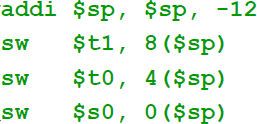 addi $sp, $sp, -12
sw $t1, 8($sp)
sw $t0, 4($sp)
sw $s0, 0($sp)